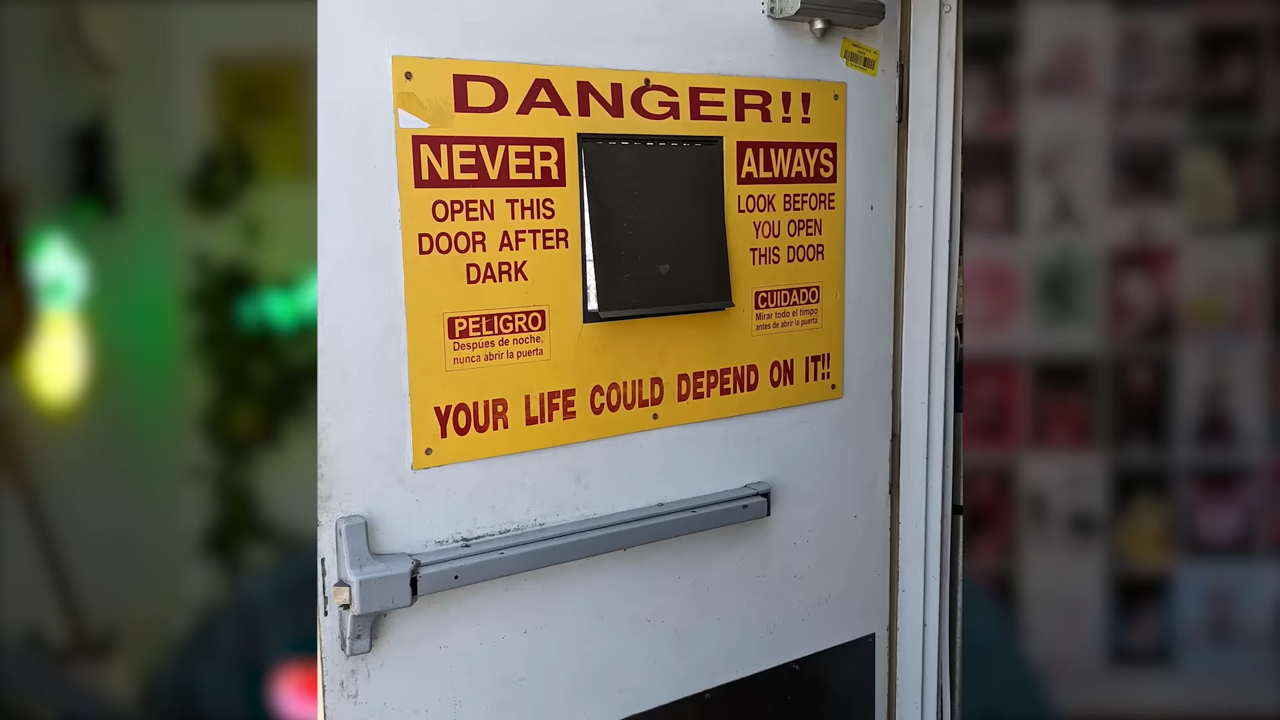 DANGER!!
NEVER
OPEN THIS
DOOR AFTER
DARK
PELIGRO
Despúes de noche,
nunca abrir la puerta
ALWAYS
LOOK BEFORE
YOU OPEN
THIS DOOR
CUIDADO
Mirar todo el timpo
antes de abrir la puerta
YOUR LIFE COULD DEPEND ON IT!!